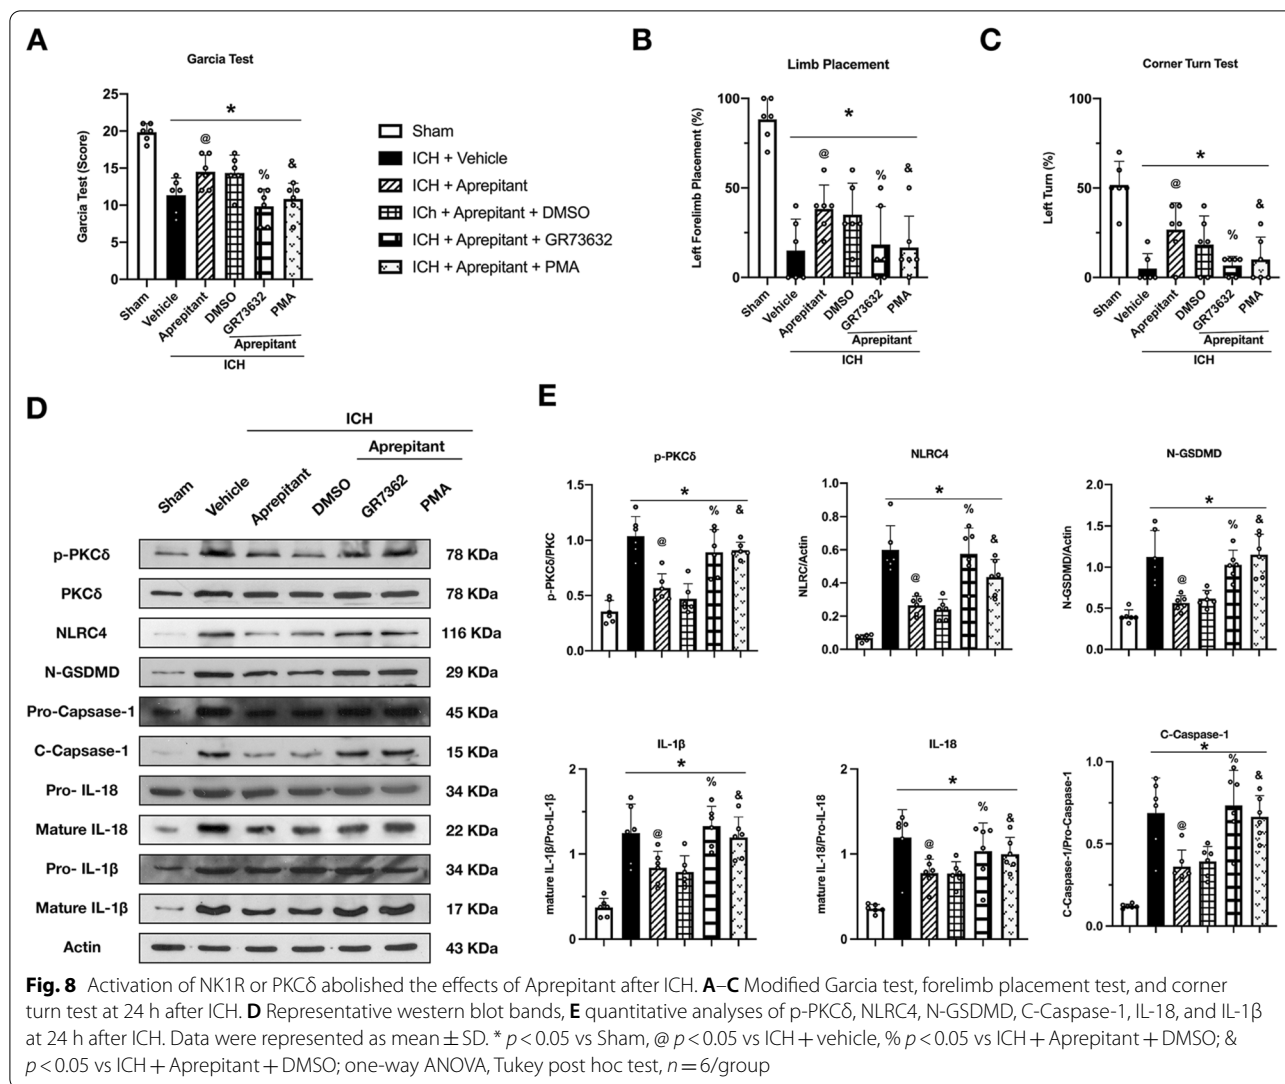 A
Garcia Test
Garcia Test (Score)
25
20
15
10
5
0
*
@
%
&
Sham
Vehicle
Aprepitant
DMSO
GR73632
PMA
Aprepitant
ICH
Sham
ICH + Vehicle
ICH + Aprepitant
ICh + Aprepitant + DMSO
ICH + Aprepitant + GR73632
ICH + Aprepitant + PMA
B
Limb Placement
Left Forelimb Placement (%)
100
50
0
*
@
%
&
Sham
Vehicle
Aprepitant
DMSO
GR73632
PMA
Aprepitant
ICH
C
Corner Turn Test
Left Turn (%)
100
50
0
*
@
%
&
Sham
Vehicle
Aprepitant
DMSO
GR73632
PMA
Aprepitant
ICH
D
ICH
Aprepitant
Sham
Vehicle
Aprepitant
DMSO
GR7362
PMA
p-PKCδ 78 KDa
PKCδ 78 KDa
NLRC4 116 KDa
N-GSDMD 29 KDa
Pro-Capsase-1 45 KDa
C-Capsase-1 15 KDa
Pro- IL-18 34 KDa
Mature IL-18 22 KDa
Pro-IL-1β 34 KDa
Mature IL-1β 17 KDa
Actin 43 KDa
E
p-PKCδ
p-PKCδ/PKC
1.5
1.0
0.5
0.0
*
@
%
&
NLRC4
NLRC/Actin
1.0
0.8
0.6
0.4
0.2
0.0
*
@
%
&
N-GSDMD
N-GSDMD/Actin
2.0
1.5
1.0
0.5
0.0
*
@
%
&
IL-1β
mature IL-1β/Pro-IL-1β
2
1
0
*
@
%
&
IL-18
mature IL-18/Pro-IL-18
2
1
0
*
@
%
&
C-Caspase-1
C-Caspase-1/Pro-Caspase-1
1.0
0.5
0.0
*
@
%
&
Fig. 8 Activation of NK1R or PKCδ abolished the effects of Aprepitant after ICH. A–C Modified Garcia test, forelimb placement test, and corner
turn test at 24 h after ICH. D Representative western blot bands, E quantitative analyses of p-PKCδ, NLRC4, N-GSDMD, C-Caspase-1, IL-18, and IL-1β
at 24 h after ICH. Data were represented as mean ± SD. * p < 0.05 vs Sham, @ p < 0.05 vs ICH + vehicle, % p < 0.05 vs ICH + Aprepitant + DMSO; &
p < 0.05 vs ICH + Aprepitant + DMSO; one-way ANOVA, Tukey post hoc test, n = 6/group